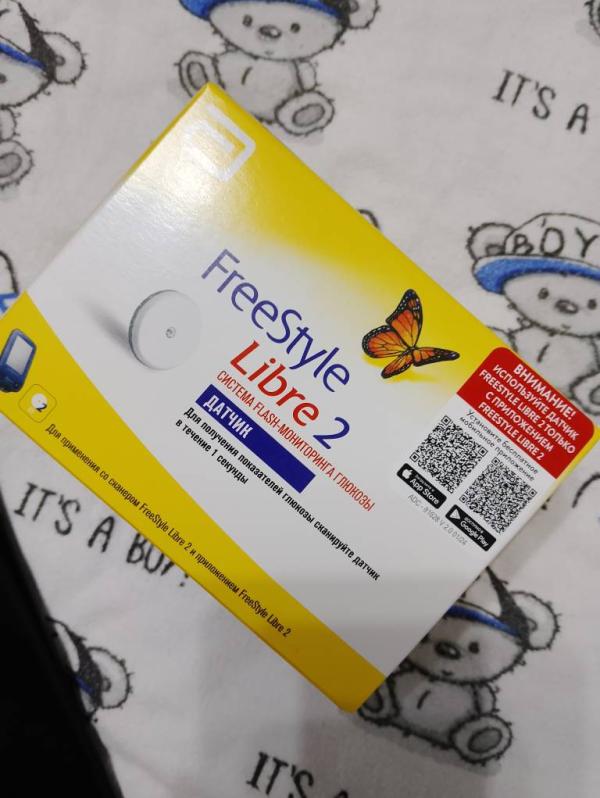 IT'S A
BOY
FreeStyle
Libre 2
СИСТЕМА FLASH-МОНИТОРИНГА ГЛЮКОЗЫ
ДАТЧИК
Для получения показателей глюкозы сканируйте датчик
в течение 1 секунды
ВНИМАНИЕ!
ИСПОЛЬЗУЙТЕ ДАТЧИК
FREESTYLE LIBRE 2 ТОЛЬКО
С ПРИЛОЖЕНИЕМ
FREESTYLE LIBRE 2
Установите бесплатное
мобильное приложение
App Store
Google Play
2
Для применения со сканером FreeStyle Libre 2 и приложением FreeStyle Libre 2
IT'S A BOY
IT'S A